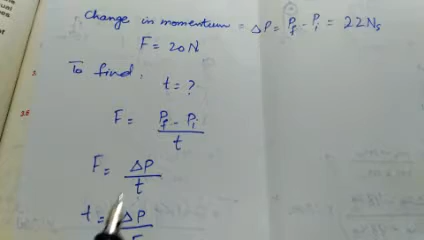 Change in momentum = ΔP = Pf - Pi = 22Ns
F = 20N
To find:
t = ?
F = Pf - Pi / t
F = ΔP / t
t = ΔP